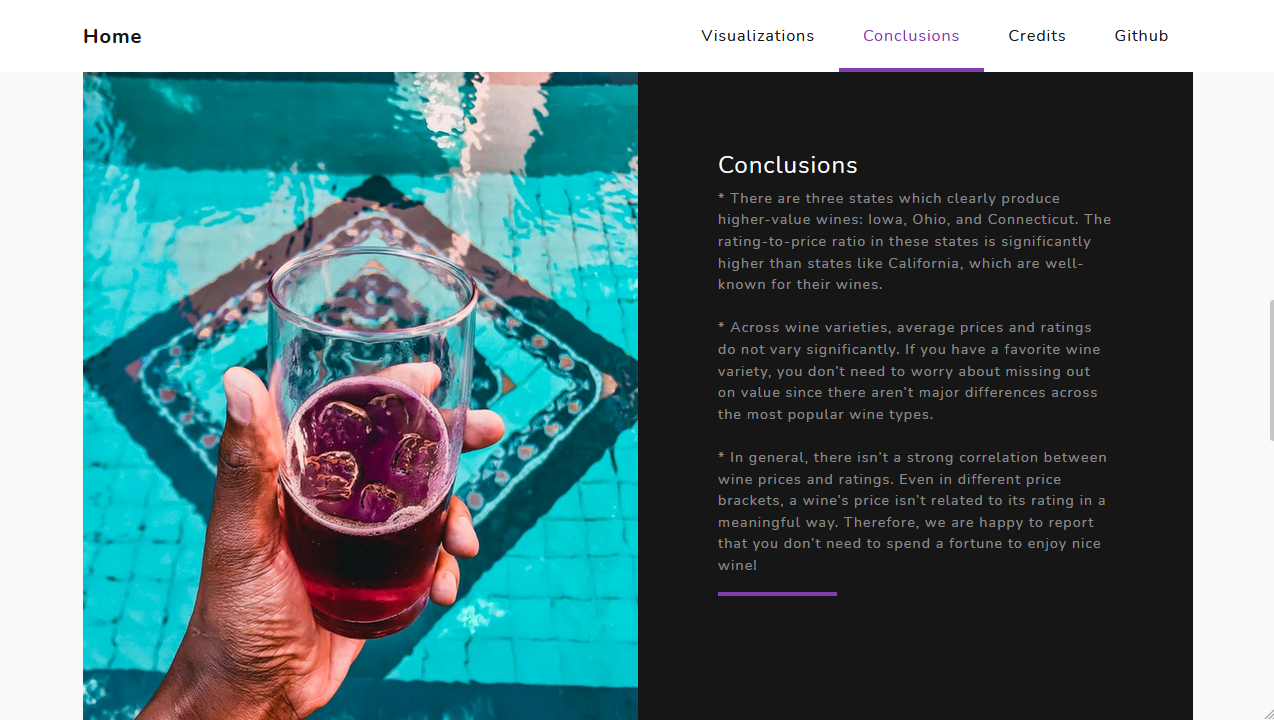 Home
Visualizations
Conclusions
Credits
Github
Conclusions
* There are three states which clearly produce
higher-value wines: Iowa, Ohio, and Connecticut. The
rating-to-price ratio in these states is significantly
higher than states like California, which are well-
known for their wines.
* Across wine varieties, average prices and ratings
do not vary significantly. If you have a favorite wine
variety, you don't need to worry about missing out
on value since there aren't major differences across
the most popular wine types.
* In general, there isn't a strong correlation between
wine prices and ratings. Even in different price
brackets, a wine's price isn't related to its rating in a
meaningful way. Therefore, we are happy to report
that you don't need to spend a fortune to enjoy nice
wine!